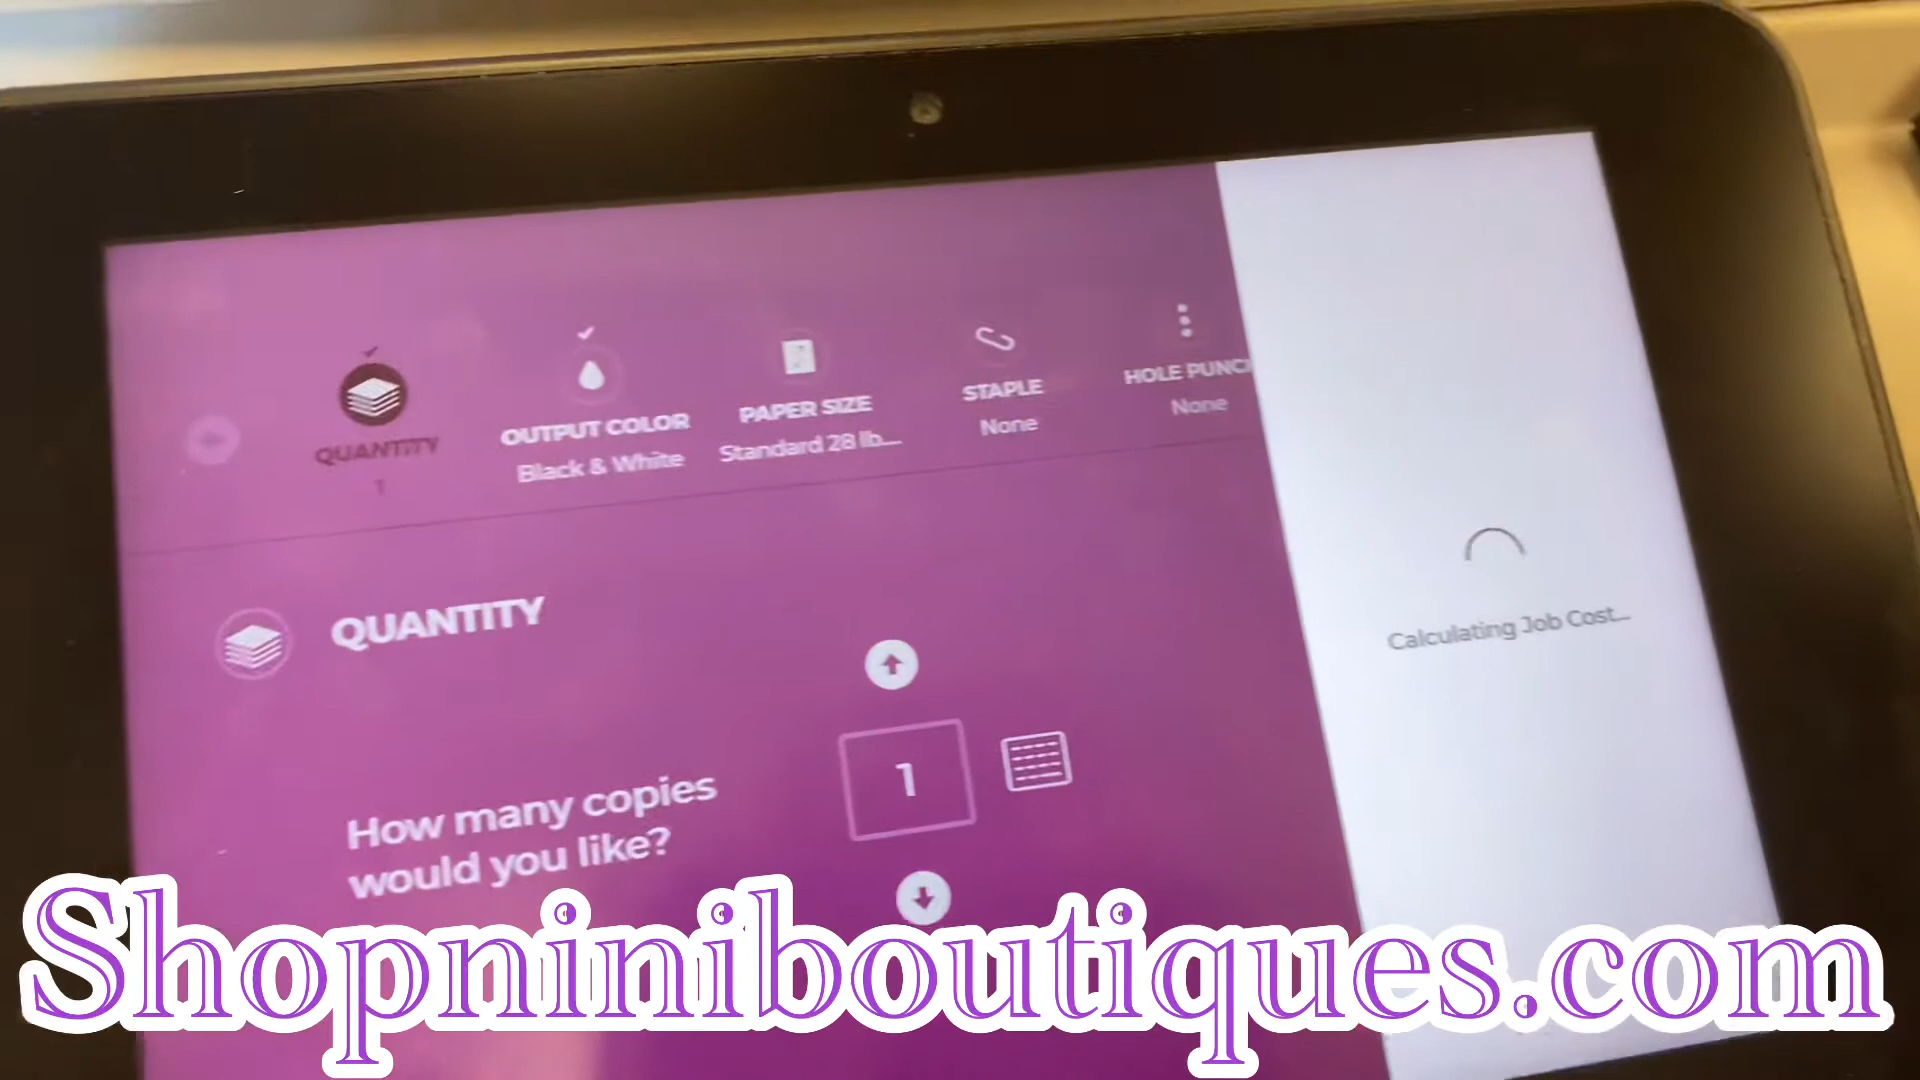 QUANTITY
1
OUTPUT COLOR
Black & White
PAPER SIZE
Standard 28 lb...
STAPLE
None
HOLE PUNCH
None
QUANTITY
How many copies
would you like?
1
Calculating Job Cost...
Shopniniboutiques.com